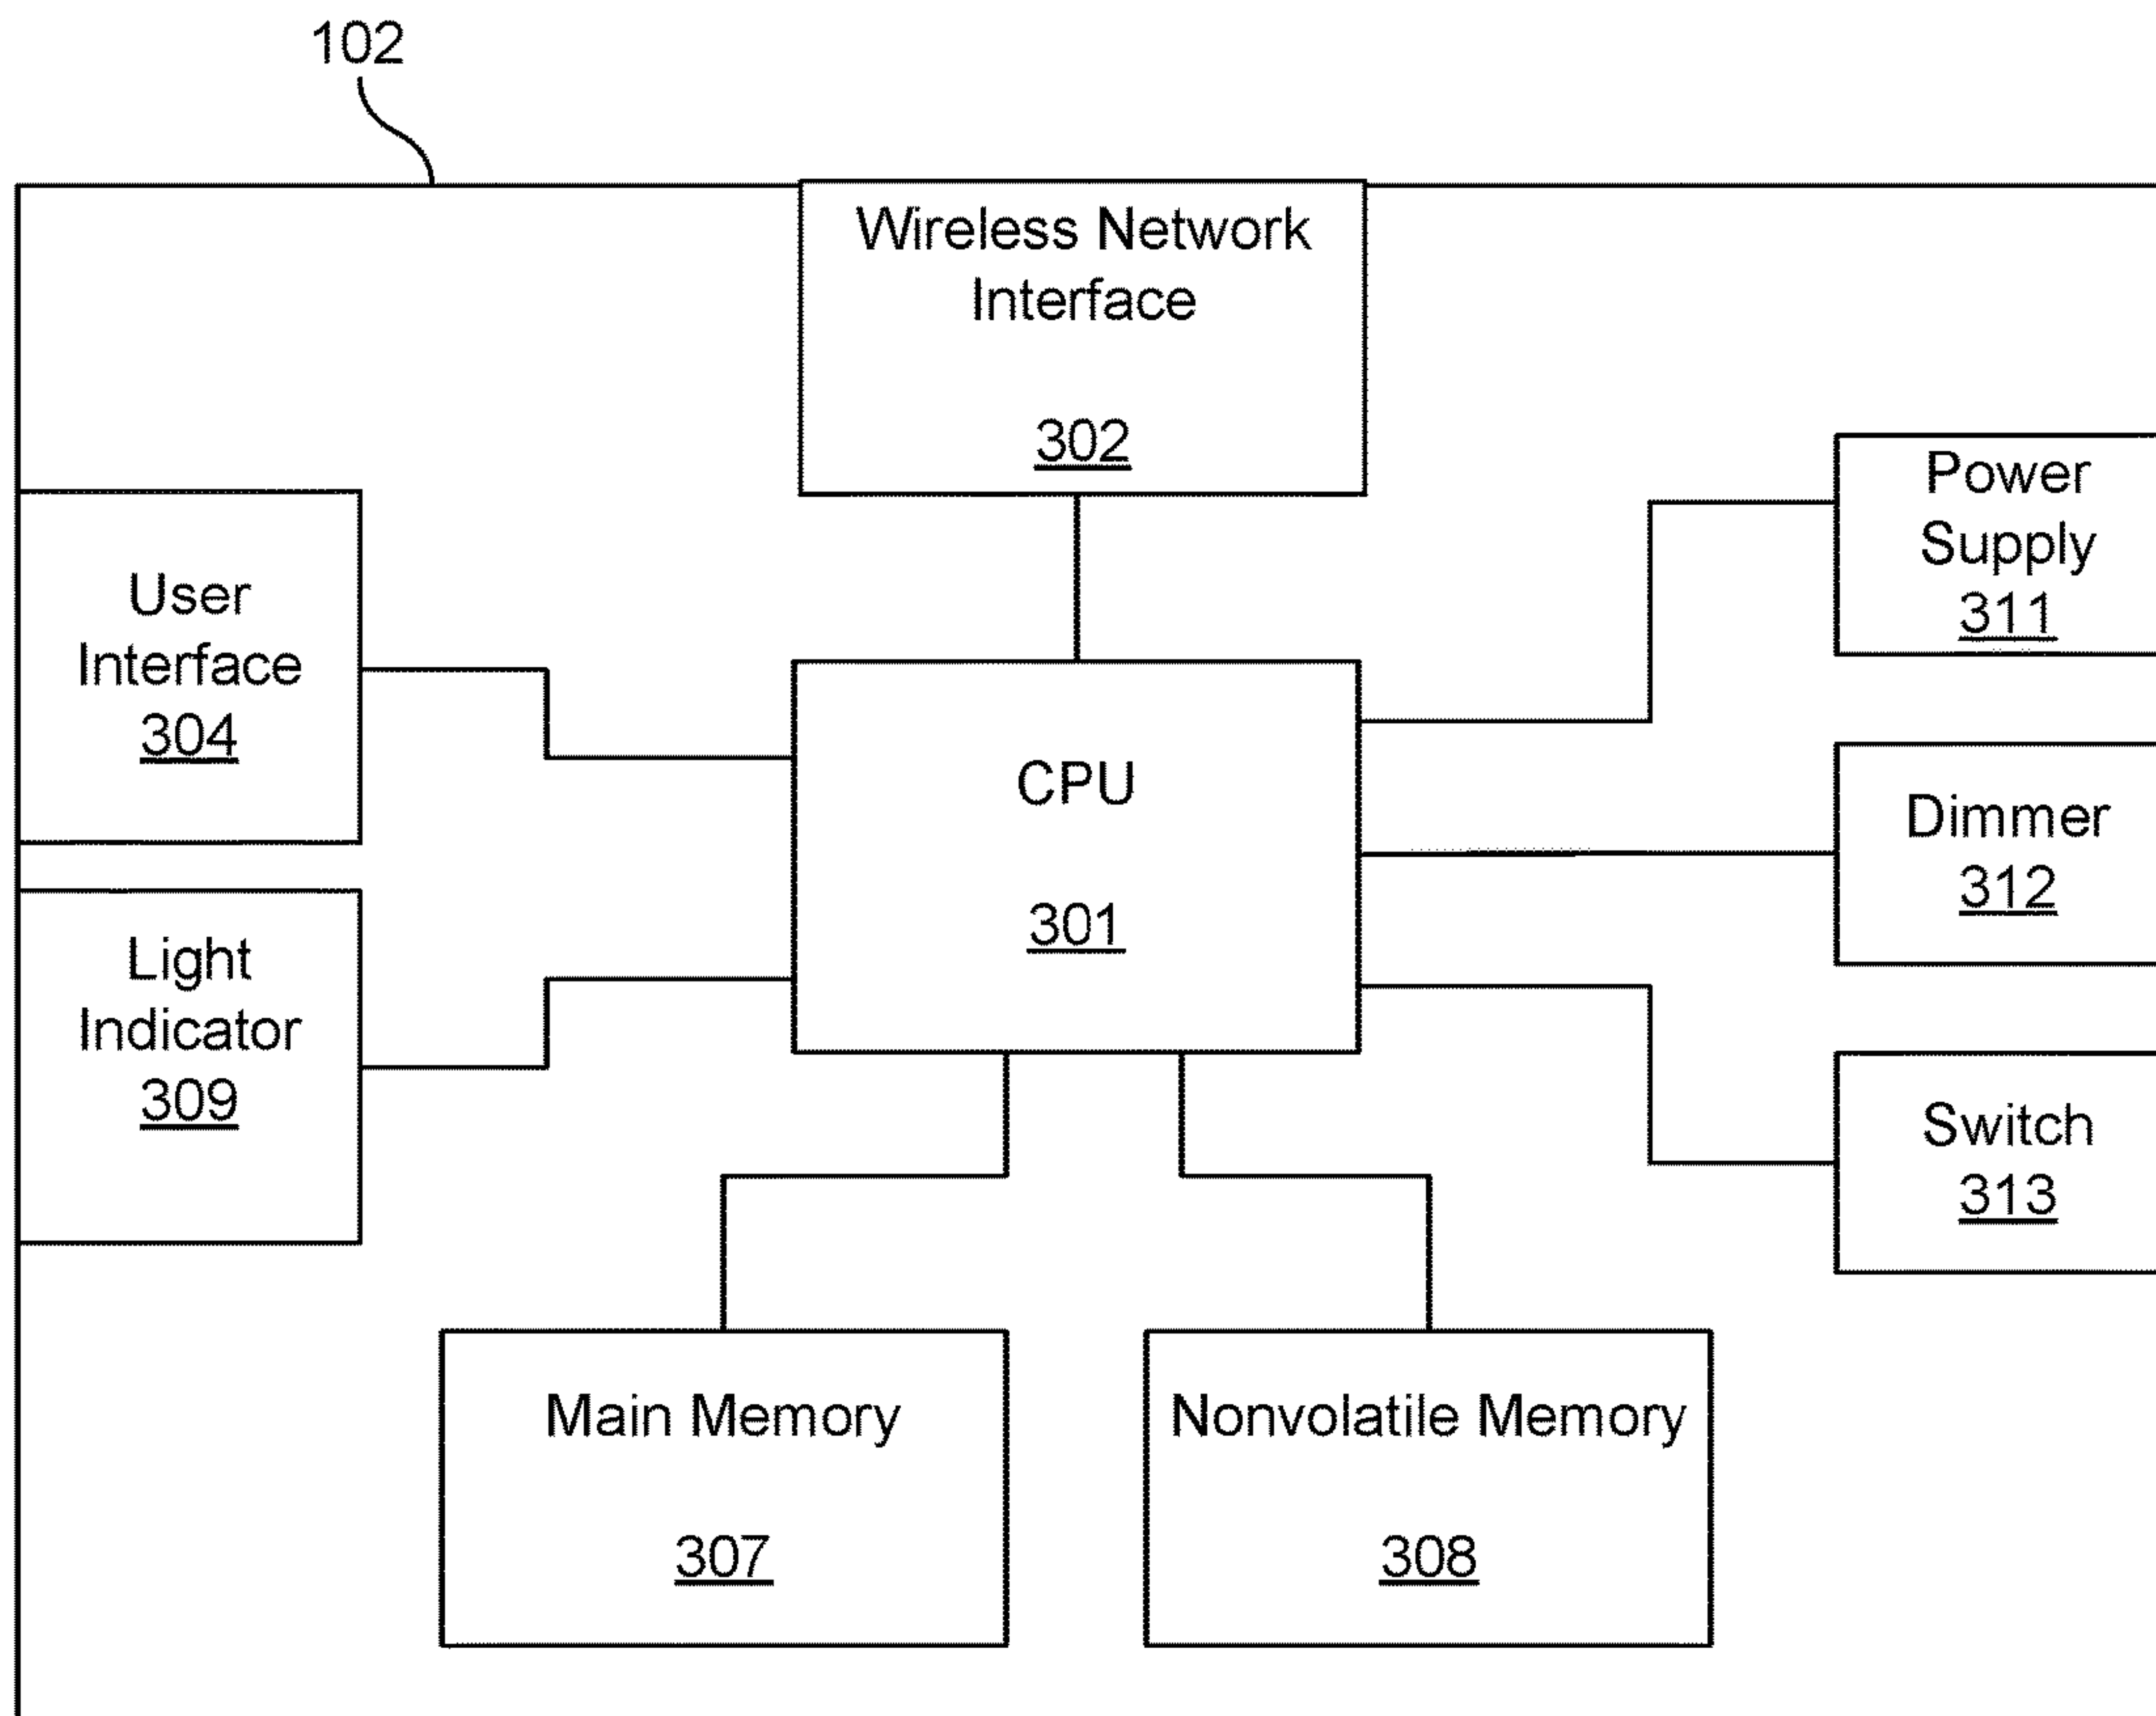 102
Wireless Network
Interface
302
User
Interface
304
Power
Supply
311
CPU
301
Dimmer
312
Light
Indicator
309
Switch
313
Main Memory
307
Nonvolatile Memory
308